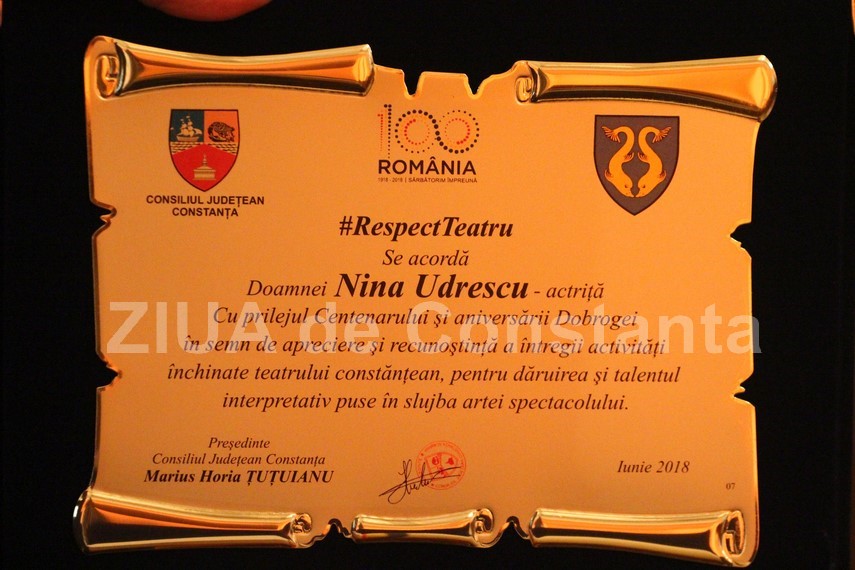 100
ROMÂNIA
1918 - 2018 | SĂRBĂTORIM ÎMPREUNĂ
CONSILIUL JUDEȚEAN
CONSTANȚA
#RespectTeatru
Se acordă
Doamnei Nina Udrescu - actriță
Cu prilejul Centenarului și aniversării Dobrogei
ZIUA de Constanta
în semn de apreciere și recunoștință a întregii activități
închinate teatrului constănțean, pentru dăruirea și talentul
interpretativ puse în slujba artei spectacolului.
Președinte
Consiliul Județean Constanța
Marius Horia ȚUȚUIANU
Iunie 2018
07